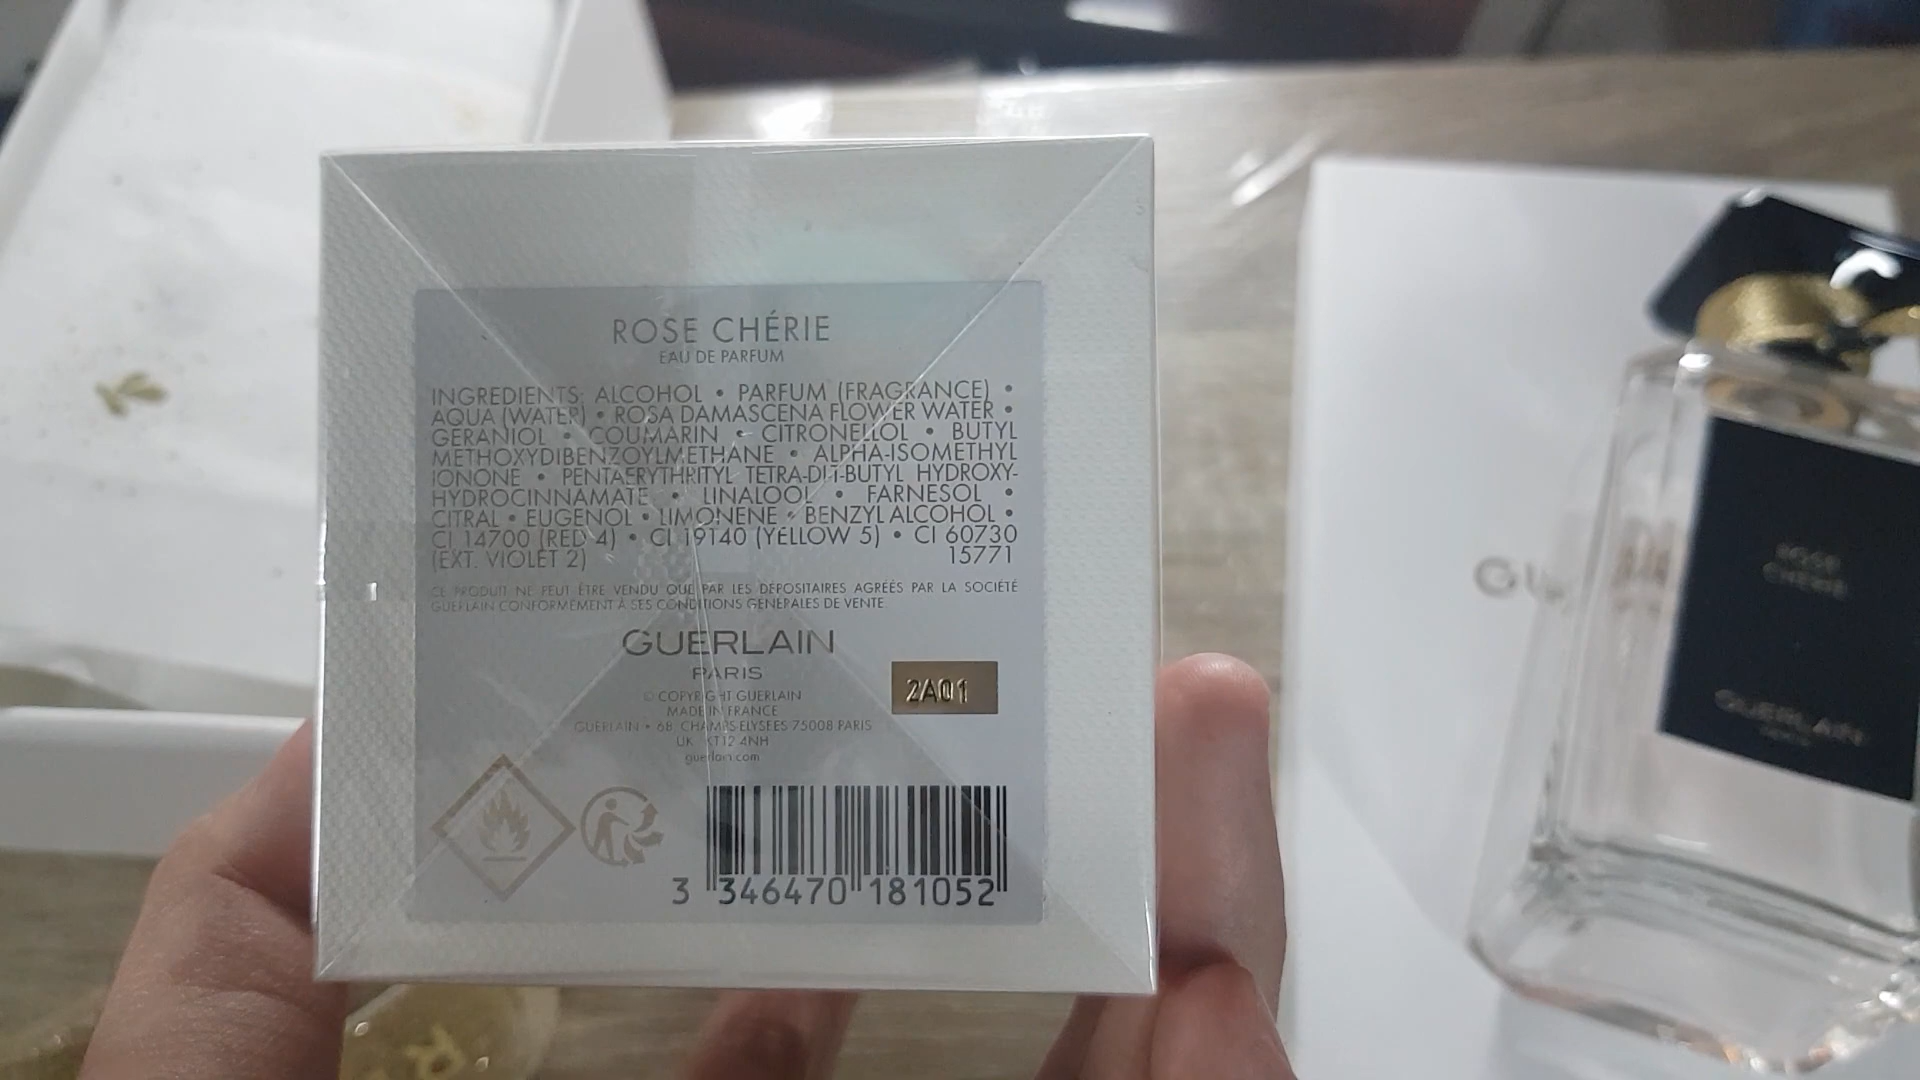 ROSE CHÉRIE
EAU DE PARFUM
INGREDIENTS: ALCOHOL • PARFUM (FRAGRANCE) •
AQUA (WATER) • ROSA DAMASCENA FLOWER WATER •
GERANIOL • COUMARIN • CITRONELLOL • BUTYL
METHOXYDIBENZOYLMETHANE • ALPHA-ISOMETHYL
IONONE • PENTAERYTHRITYL TETRA-DI-T-BUTYL HYDROXY-
HYDROCINNAMATE • LINALOOL • FARNESOL •
CITRAL • EUGENOL • LIMONENE • BENZYL ALCOHOL •
CI 14700 (RED 4) • CI 19140 (YELLOW 5) • CI 60730
(EXT. VIOLET 2) 15771
CE PRODUIT NE PEUT ÊTRE VENDU QUE PAR LES DÉPOSITAIRES AGRÉÉS PAR LA SOCIÉTÉ
GUERLAIN CONFORMÉMENT À SES CONDITIONS GÉNÉRALES DE VENTE
GUERLAIN
PARIS
2A01
© COPYRIGHT GUERLAIN
MADE IN FRANCE
GUERLAIN • 68, CHAMPS ELYSEES 75008 PARIS
UK KT12 4NH
guerlain.com
3 346470 181052
ROSE
CHÉRIE
GUERLAIN